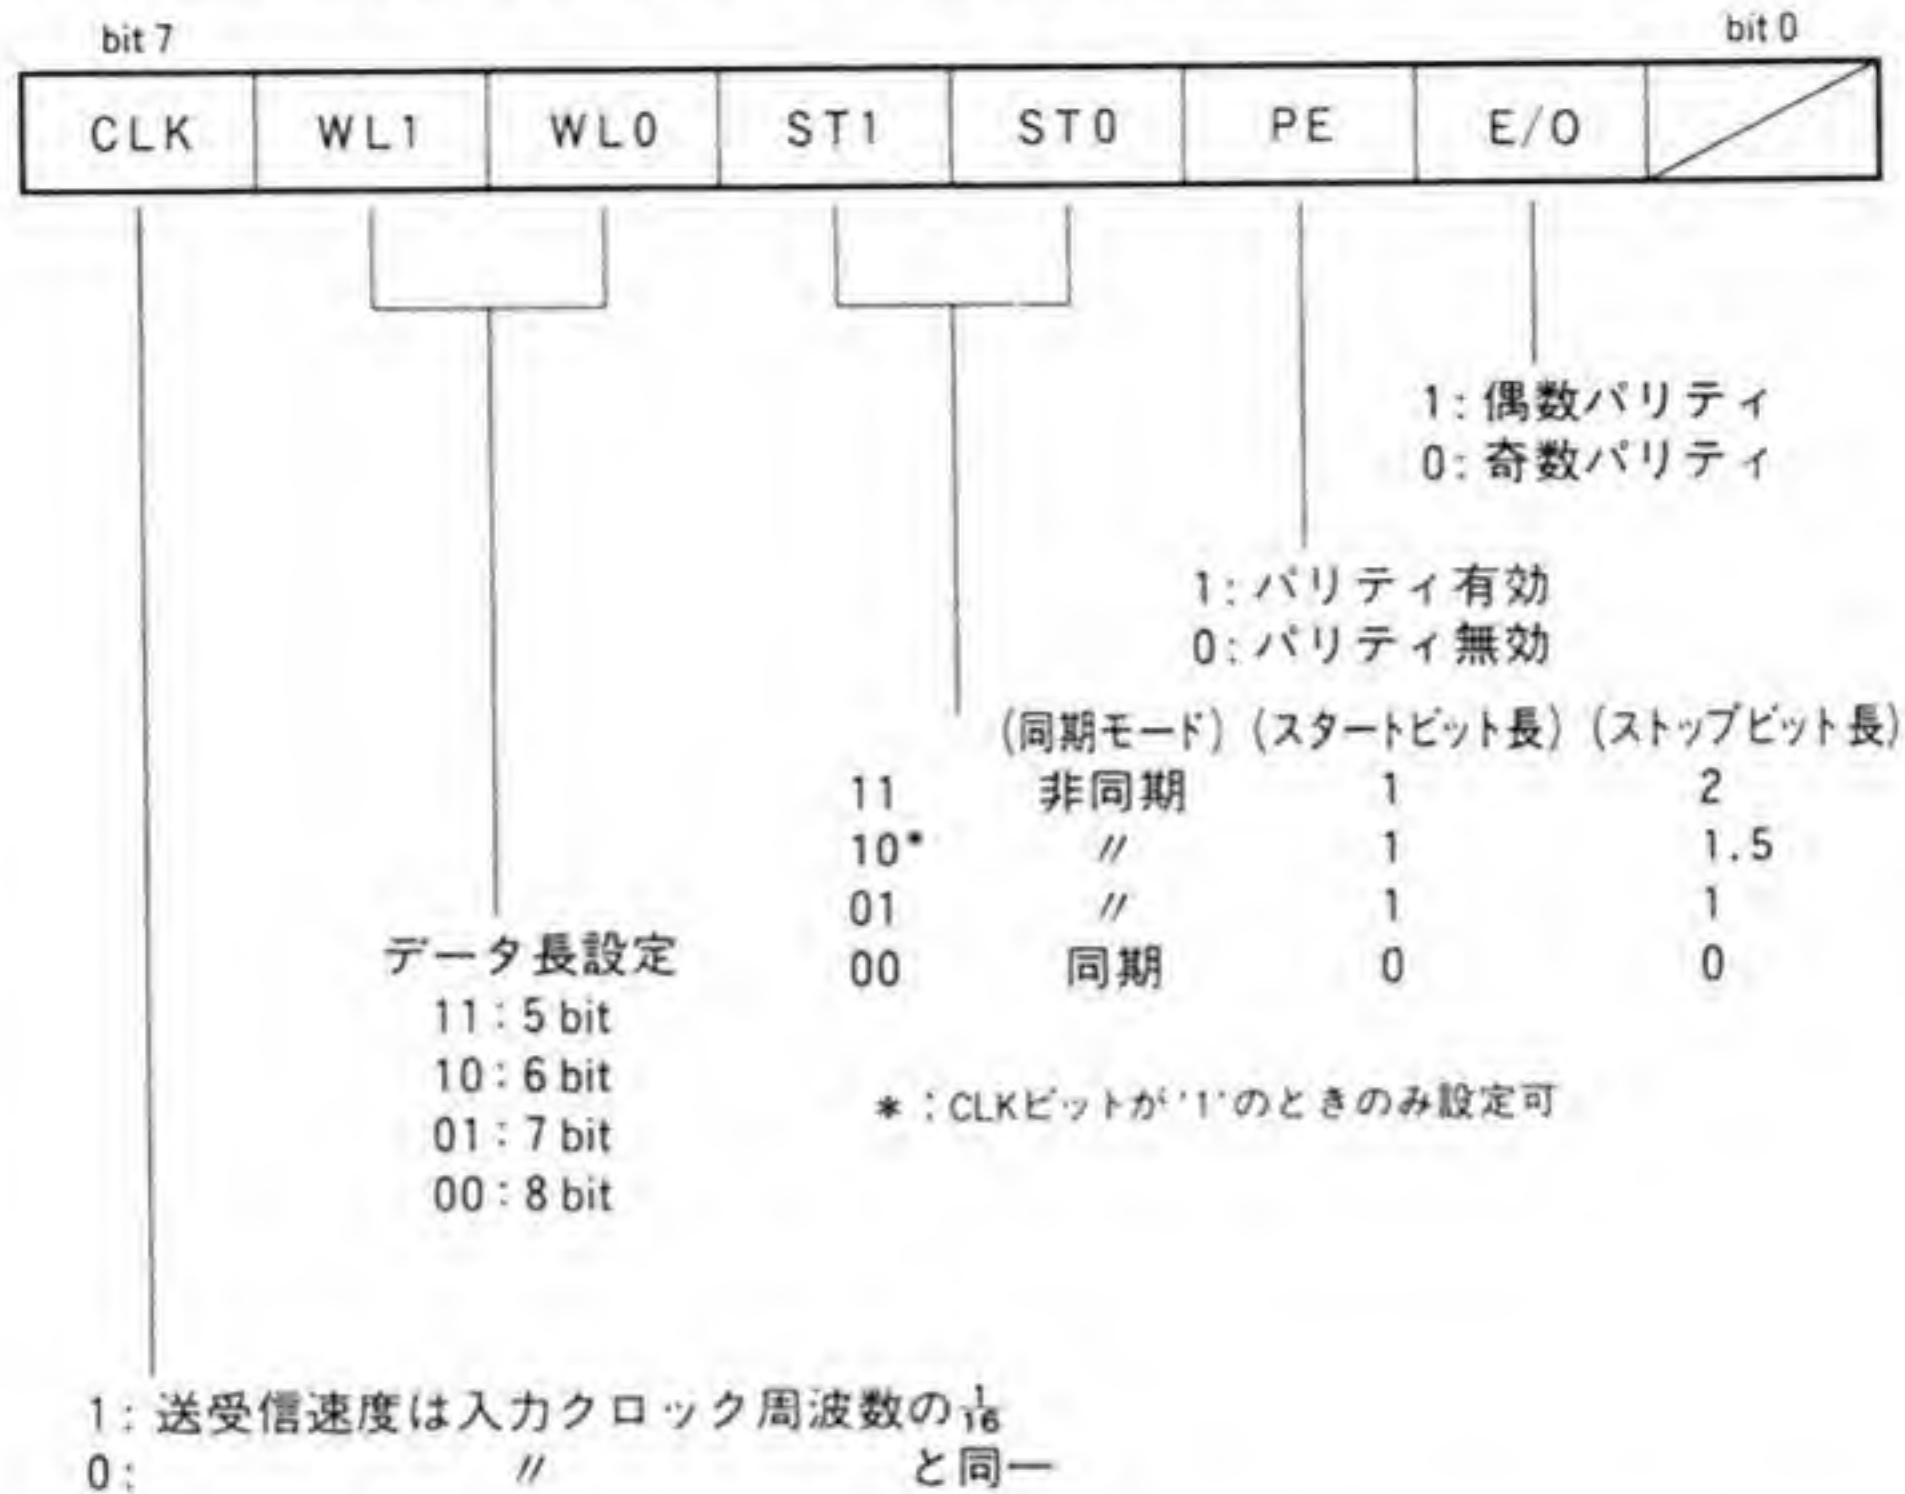 bit 7 bit 0
CLK WL1 WL0 ST1 ST0 PE E/O
1: 偶数パリティ
0: 奇数パリティ
1: パリティ有効
0: パリティ無効
(同期モード) (スタートビット長) (ストップビット長)
11 非同期 1 2
10* 〃 1 1.5
01 〃 1 1
00 同期 0 0
*：CLKビットが'1'のときのみ設定可
データ長設定
11：5 bit
10：6 bit
01：7 bit
00：8 bit
1: 送受信速度は入力クロック周波数の1/16
0: 〃 と同一